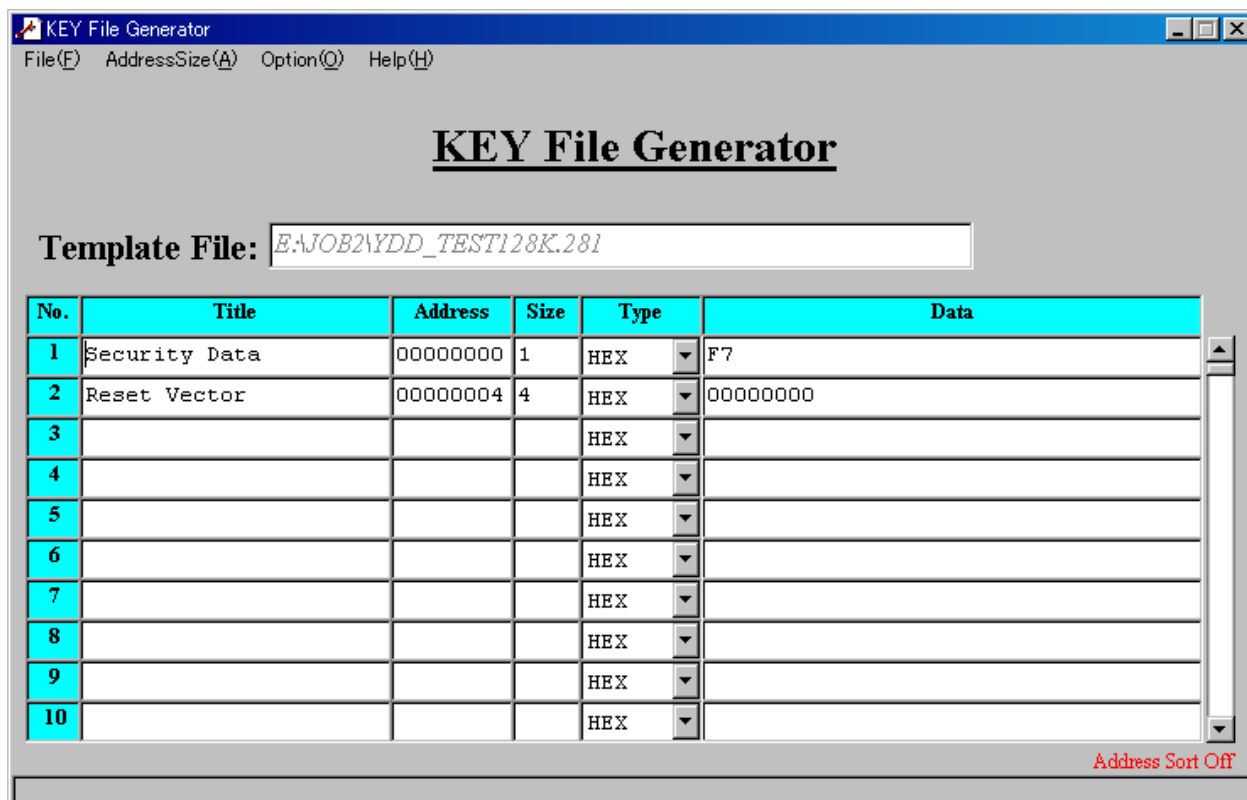 KEY File Generator
File(F) AddressSize(A) Option(O) Help(H)
KEY File Generator
Template File: E:\JOB2\YDD_TEST128K.281
No. Title Address Size Type Data
1 Security Data 00000000 1 HEX F7
2 Reset Vector 00000004 4 HEX 00000000
3 HEX
4 HEX
5 HEX
6 HEX
7 HEX
8 HEX
9 HEX
10 HEX
Address Sort Off